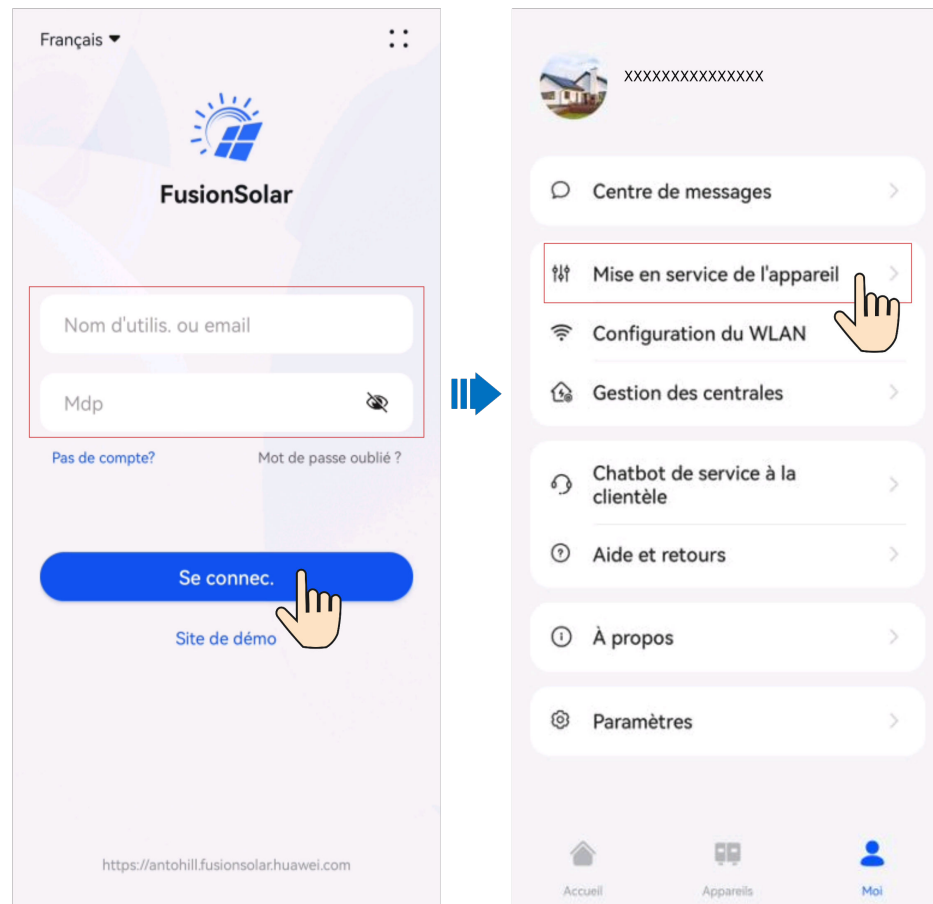 Français
FusionSolar
Nom d'utilis. ou email
Mdp
Pas de compte?
Mot de passe oublié ?
Se connec.
Site de démo
https://antohill.fusionsolar.huawei.com
xxxxxxxxxxxxxxx
Centre de messages
Mise en service de l'appareil
Configuration du WLAN
Gestion des centrales
Chatbot de service à la
clientèle
Aide et retours
À propos
Paramètres
Accueil
Appareils
Moi